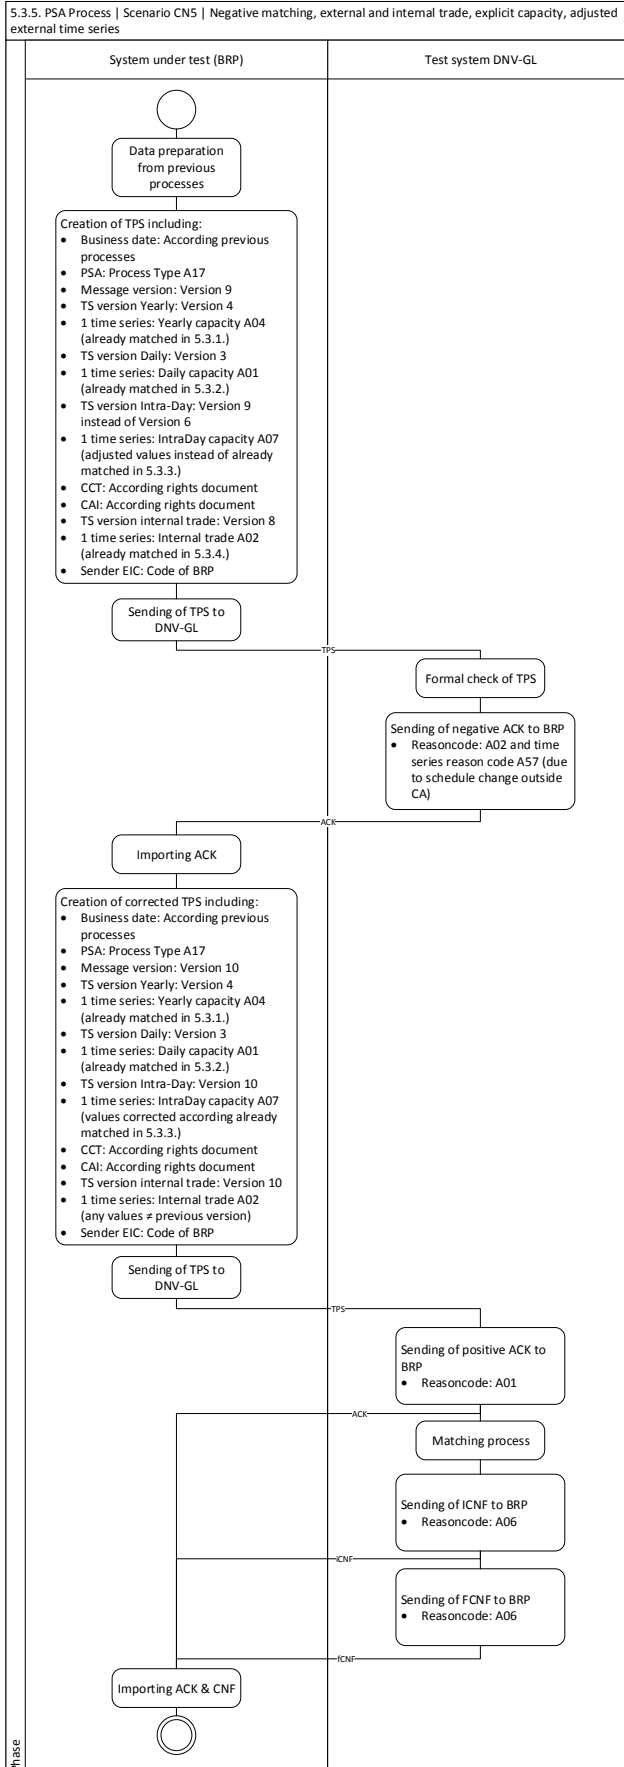 5.3.5. PSA Process | Scenario CN5 | Negative matching, external and internal trade, explicit capacity, adjusted
external time series
System under test (BRP)
Test system DNV-GL
Data preparation
from previous
processes
Creation of TPS including:
• Business date: According previous
processes
• PSA: Process Type A17
• Message version: Version 9
• TS version Yearly: Version 4
• 1 time series: Yearly capacity A04
(already matched in 5.3.1.)
• TS version Daily: Version 3
• 1 time series: Daily capacity A01
(already matched in 5.3.2.)
• TS version Intra-Day: Version 9
instead of Version 6
• 1 time series: IntraDay capacity A07
(adjusted values instead of already
matched in 5.3.3.)
• CCT: According rights document
• CAI: According rights document
• TS version internal trade: Version 8
• 1 time series: Internal trade A02
(already matched in 5.3.4.)
• Sender EIC: Code of BRP
Sending of TPS to
DNV-GL
TPS
Formal check of TPS
Sending of negative ACK to BRP
• Reasoncode: A02 and time
series reason code A57 (due
to schedule change outside
CA)
ACK
Importing ACK
Creation of corrected TPS including:
• Business date: According previous
processes
• PSA: Process Type A17
• Message version: Version 10
• TS version Yearly: Version 4
• 1 time series: Yearly capacity A04
(already matched in 5.3.1.)
• TS version Daily: Version 3
• 1 time series: Daily capacity A01
(already matched in 5.3.2.)
• TS version Intra-Day: Version 10
• 1 time series: IntraDay capacity A07
(values corrected according already
matched in 5.3.3.)
• CCT: According rights document
• CAI: According rights document
• TS version internal trade: Version 10
• 1 time series: Internal trade A02
(any values ≠ previous version)
• Sender EIC: Code of BRP
Sending of TPS to
DNV-GL
TPS
Sending of positive ACK to
BRP
• Reasoncode: A01
ACK
Matching process
Sending of ICNF to BRP
• Reasoncode: A06
iCNF
Sending of FCNF to BRP
• Reasoncode: A06
fCNF
Importing ACK & CNF